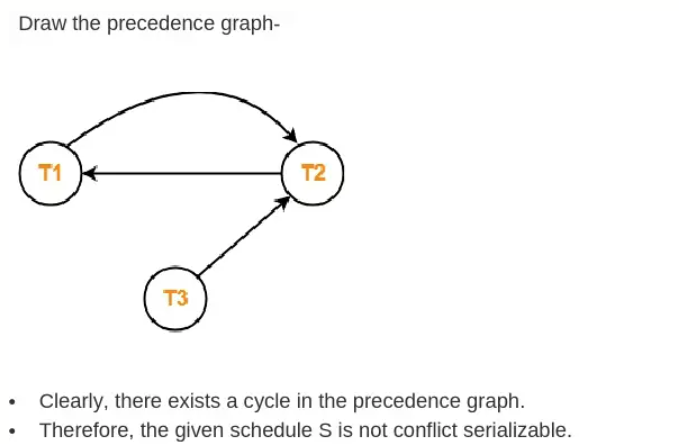 Draw the precedence graph-
T1
T2
T3
• Clearly, there exists a cycle in the precedence graph.
• Therefore, the given schedule S is not conflict serializable.